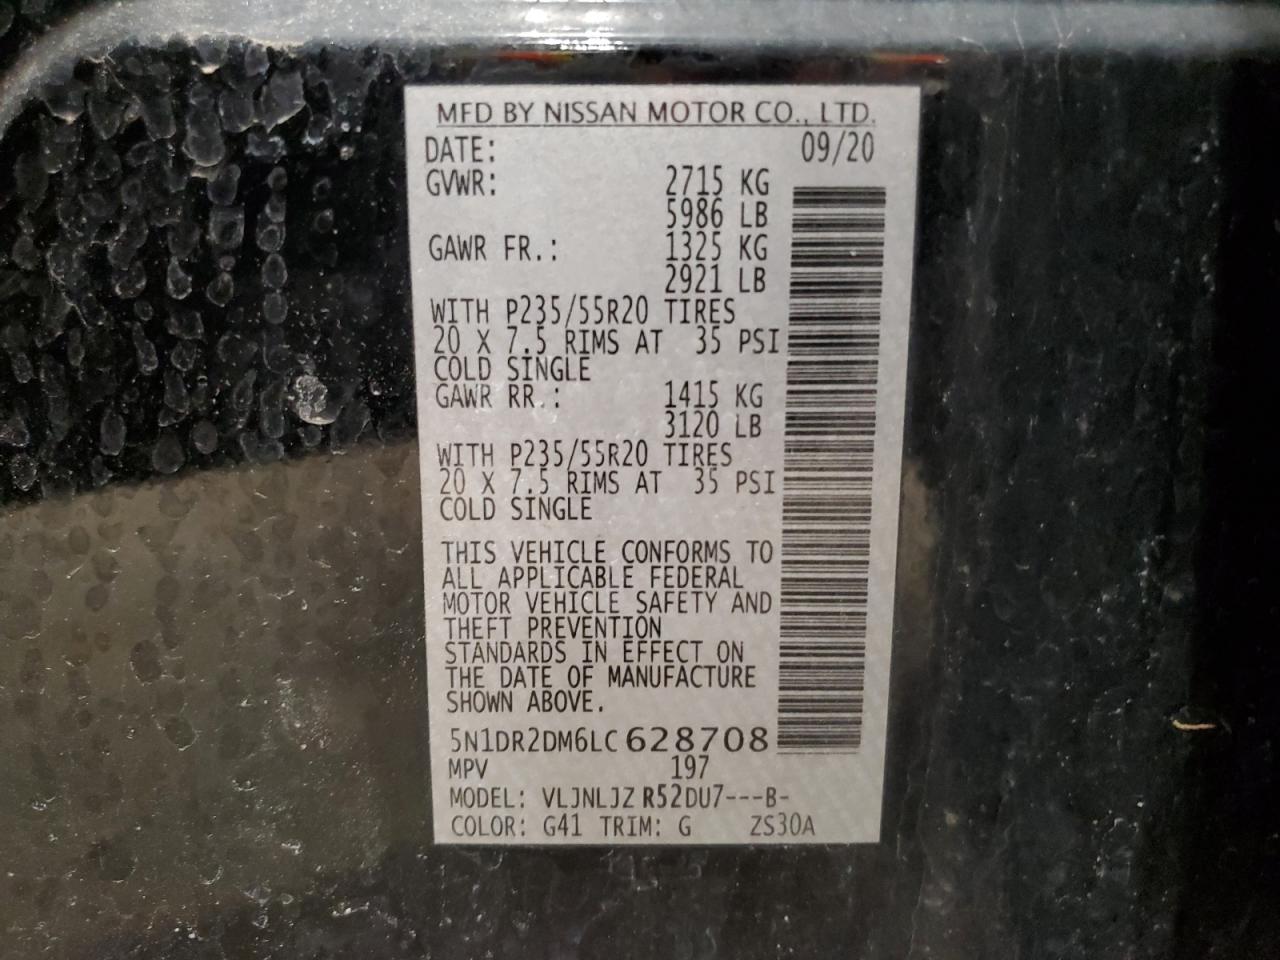 MFD BY NISSAN MOTOR CO., LTD.
DATE: 09/20
GVWR: 2715 KG
5986 LB
GAWR FR.: 1325 KG
2921 LB
WITH P235/55R20 TIRES
20 X 7.5 RIMS AT 35 PSI
COLD SINGLE
GAWR RR.: 1415 KG
3120 LB
WITH P235/55R20 TIRES
20 X 7.5 RIMS AT 35 PSI
COLD SINGLE
THIS VEHICLE CONFORMS TO
ALL APPLICABLE FEDERAL
MOTOR VEHICLE SAFETY AND
THEFT PREVENTION
STANDARDS IN EFFECT ON
THE DATE OF MANUFACTURE
SHOWN ABOVE.
5N1DR2DM6LC628708
MPV 197
MODEL: VLJNLJZ R52DU7---B-
COLOR: G41 TRIM: G ZS30A